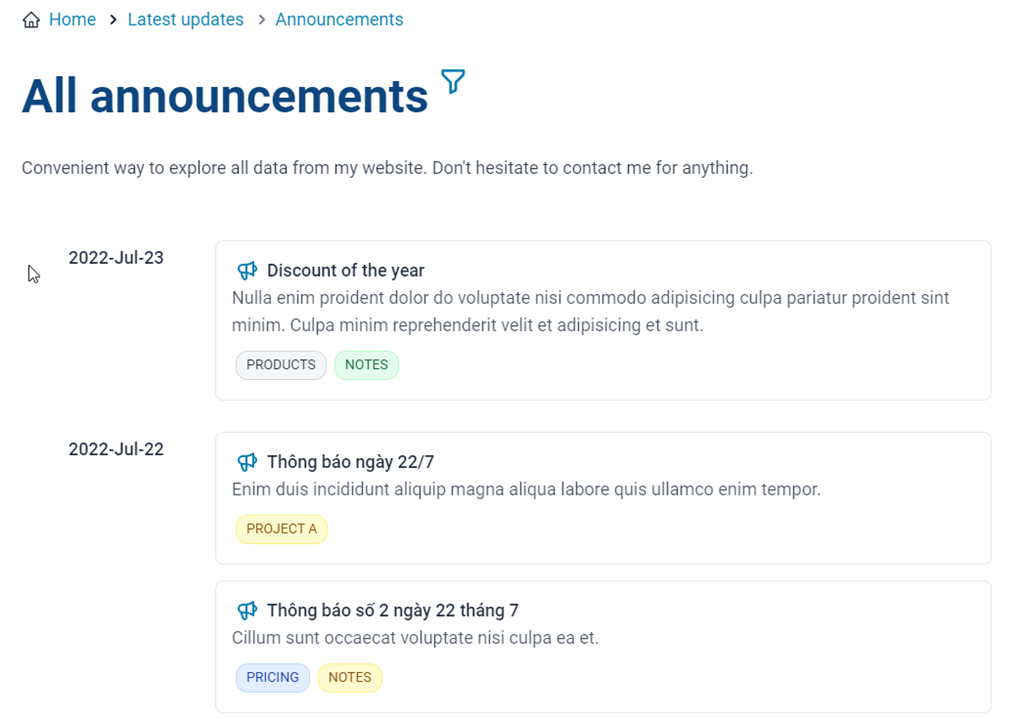 Home > Latest updates > Announcements
All announcements
Convenient way to explore all data from my website. Don't hesitate to contact me for anything.
2022-Jul-23
Discount of the year
Nulla enim proident dolor do voluptate nisi commodo adipisicing culpa pariatur proident sint
minim. Culpa minim reprehenderit velit et adipisicing et sunt.
PRODUCTS NOTES
2022-Jul-22
Thông báo ngày 22/7
Enim duis incididunt aliquip magna aliqua labore quis ullamco enim tempor.
PROJECT A
Thông báo số 2 ngày 22 tháng 7
Cillum sunt occaecat voluptate nisi culpa ea et.
PRICING NOTES